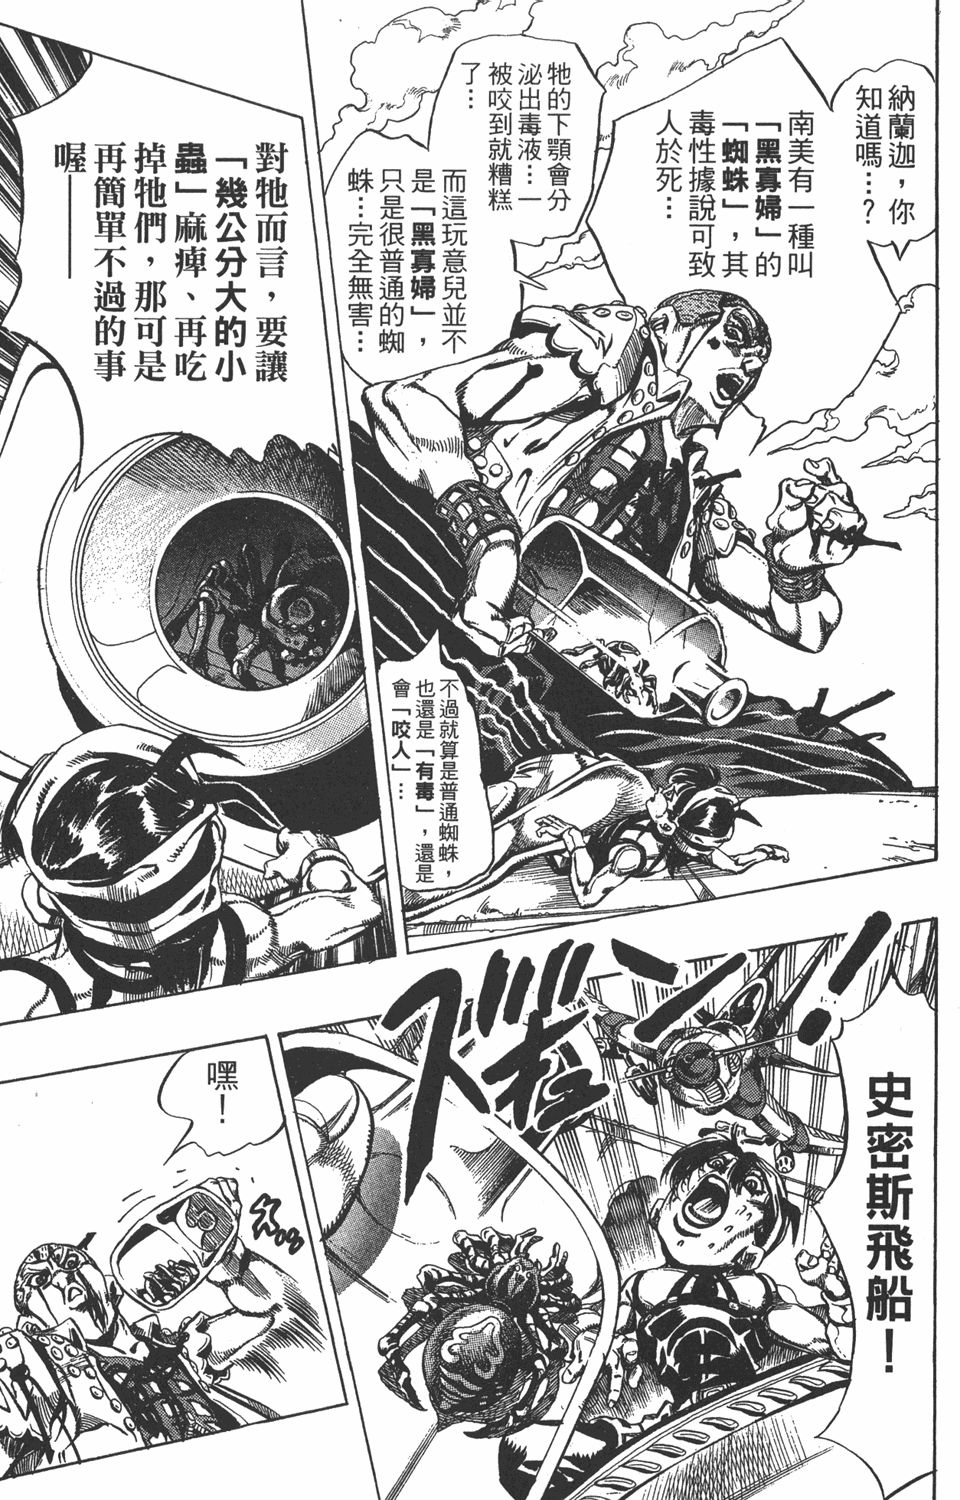 納蘭迦，你
知道嗎…?
南美有一種叫
「黑寡婦」的
「蜘蛛」，其
毒性據說可致
人於死…
牠的下顎會分
泌出毒液…一
被咬到就糟糕
了…
而這玩意兒並不
是「黑寡婦」，
只是很普通的蜘
蛛…完全無害…
不過就算是普通蜘蛛，
也還是「有毒」，還是
會「咬人」…
對牠而言，要讓
「幾公分大的小
蟲」麻痺、再吃
掉牠們，那可是
再簡單不過的事
喔——
史密斯飛船！
ズギューン！
嘿！